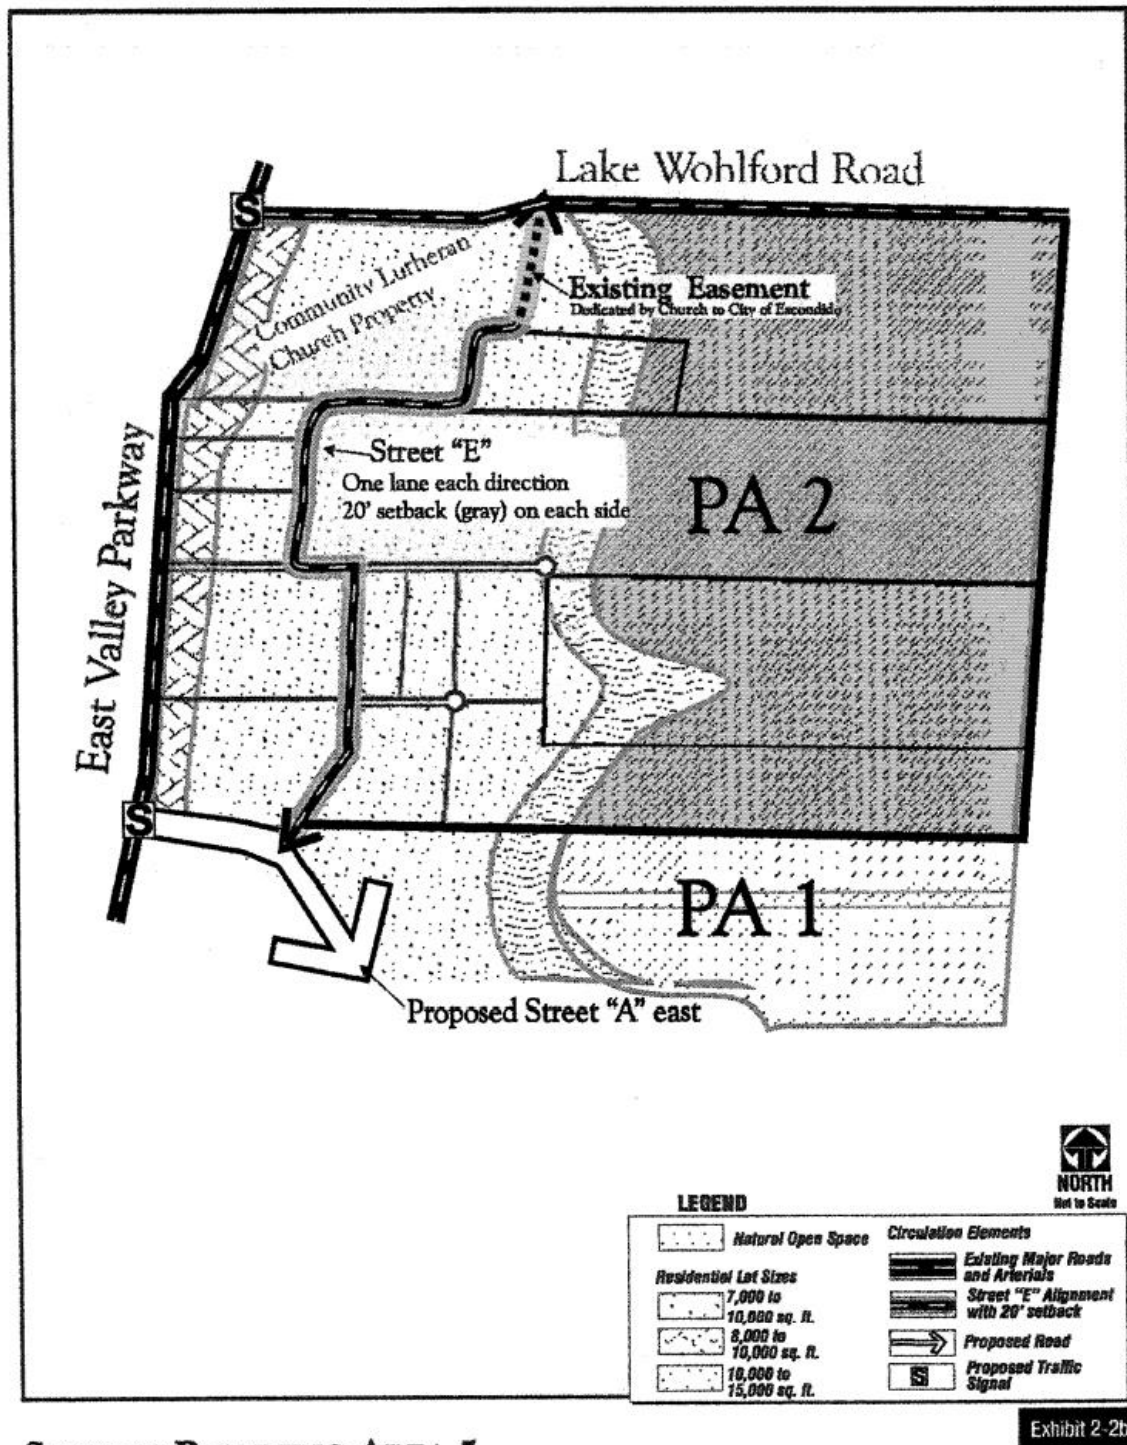 Lake Wohlford Road
S
Community Lutheran
Church Property
Existing Easement
Dedicated by Church to City of Escondido
Street "E"
One lane each direction
20' setback (gray) on each side
PA 2
East Valley Parkway
S
PA 1
Proposed Street "A" east
NORTH
Not to Scale
LEGEND
Natural Open Space
Residential Lot Sizes
7,000 to
10,000 sq. ft.
8,000 to
10,000 sq. ft.
10,000 to
15,000 sq. ft.
Circulation Elements
Existing Major Roads
and Arterials
Street "E" Alignment
with 20' setback
Proposed Road
S
Proposed Traffic
Signal
Exhibit 2-2b